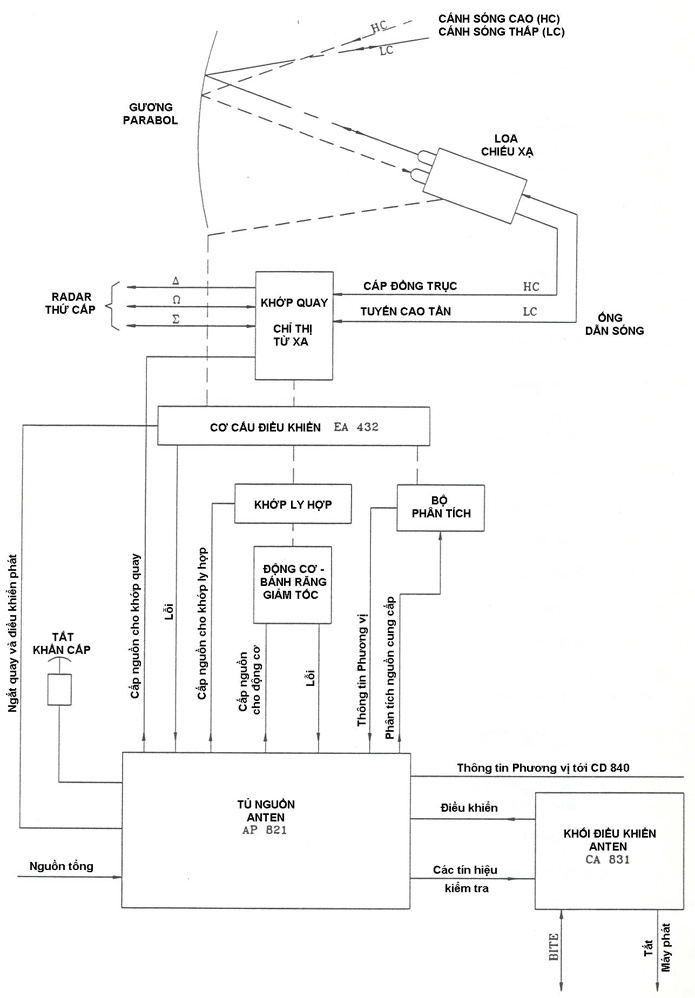 HC
CÁNH SÓNG CAO (HC)
CÁNH SÓNG THẤP (LC)
LC
GƯƠNG
PARABOL
LOA
CHIẾU XẠ
RADAR
THỨ CẤP
Δ
Ω
Σ
KHỚP QUAY
CHỈ THỊ
TỪ XA
CÁP ĐỒNG TRỤC
HC
TUYẾN CAO TẦN
LC
ỐNG
DẪN SÓNG
CƠ CẤU ĐIỀU KHIỂN EA 432
KHỚP LY HỢP
BỘ
PHÂN TÍCH
ĐỘNG CƠ -
BÁNH RĂNG
GIẢM TỐC
Ngắt quay và điều khiển phát
TẮT
KHẨN CẤP
Cấp nguồn cho khớp quay
Lỗi
Cấp nguồn cho khớp ly hợp
Cấp nguồn
cho động cơ
Lỗi
Thông tin Phương vị
Phân tích nguồn cung cấp
Thông tin Phương vị tới CD 840
TỦ NGUỒN
ANTEN
AP 821
Điều khiển
KHỐI ĐIỀU KHIỂN
ANTEN
CA 831
Nguồn tổng
Các tín hiệu
kiểm tra
BITE
Tắt
Máy phát